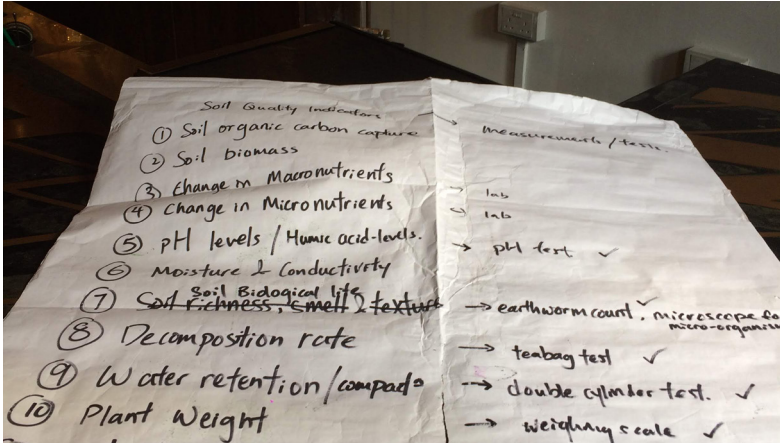 Soil Quality Indicators → measurements / tests.
① Soil organic carbon capture
② Soil biomass
③ Change in Macronutrients → lab
④ Change in Micronutrients → lab
⑤ pH levels / Humic acid-levels. → pH test ✓
⑥ Moisture & Conductivity
Soil Biological life
⑦ Soil richness, smell & texture → earthworm count ✓, microscope fo
micro-organis
⑧ Decomposition rate → teabag test ✓
⑨ Water retention / compact → double cylinder test. ✓
⑩ Plant Weight → weighing scale ✓